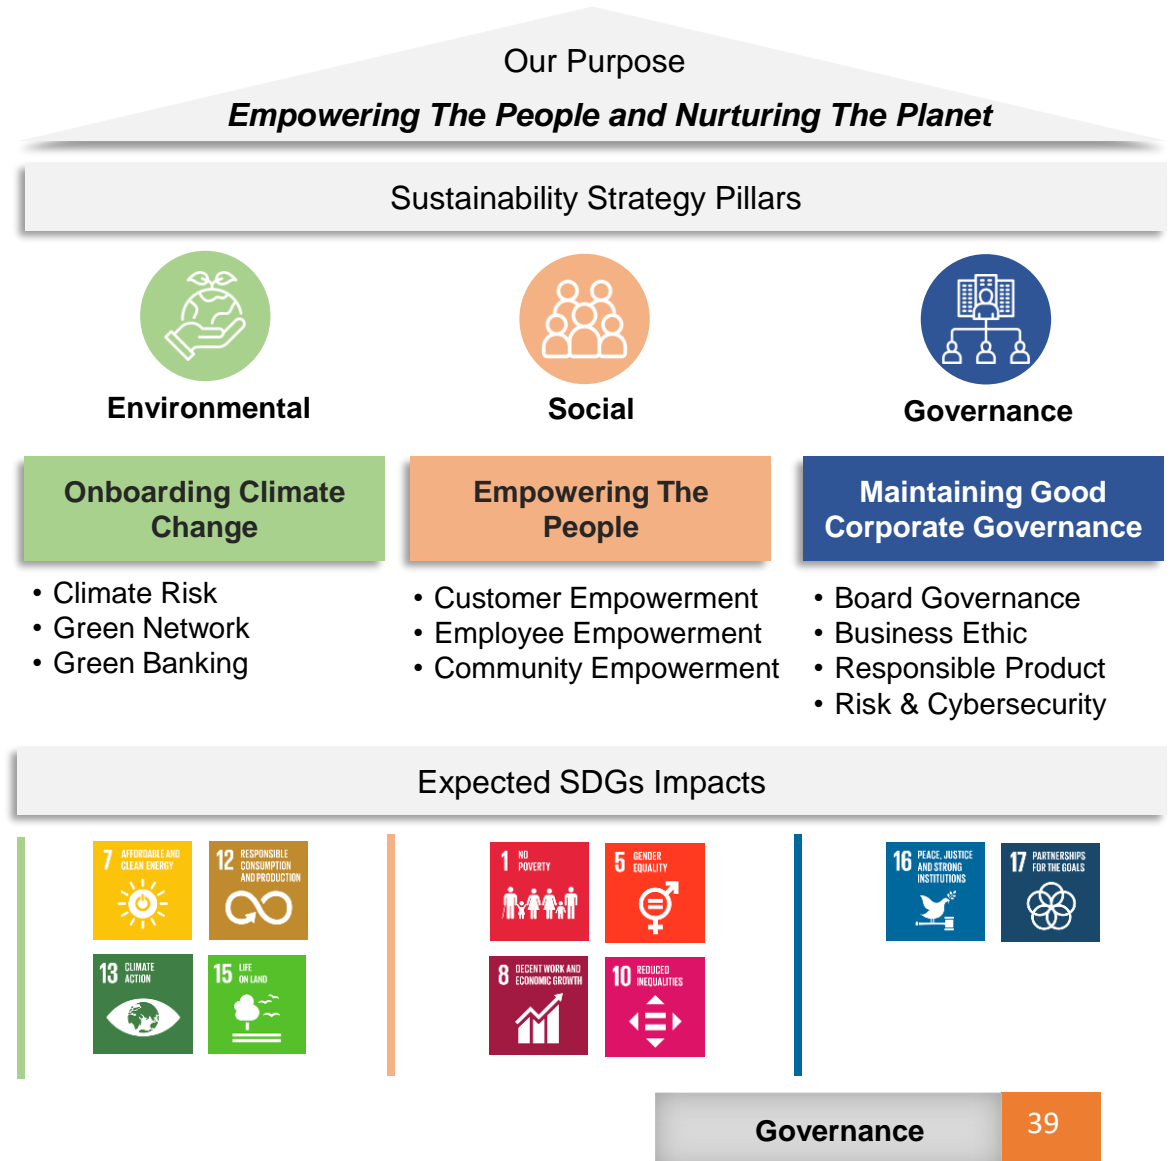 Our Purpose
Empowering The People and Nurturing The Planet
Sustainability Strategy Pillars
Environmental
Social
Governance
Onboarding Climate
Change
Empowering The
People
Maintaining Good
Corporate Governance
• Climate Risk
• Green Network
• Green Banking
• Customer Empowerment
• Employee Empowerment
• Community Empowerment
• Board Governance
• Business Ethic
• Responsible Product
• Risk & Cybersecurity
Expected SDGs Impacts
7 AFFORDABLE AND
CLEAN ENERGY
12 RESPONSIBLE
CONSUMPTION
AND PRODUCTION
13 CLIMATE
ACTION
15 LIFE
ON LAND
1 NO
POVERTY
5 GENDER
EQUALITY
8 DECENT WORK AND
ECONOMIC GROWTH
10 REDUCED
INEQUALITIES
16 PEACE, JUSTICE
AND STRONG
INSTITUTIONS
17 PARTNERSHIPS
FOR THE GOALS
Governance
39